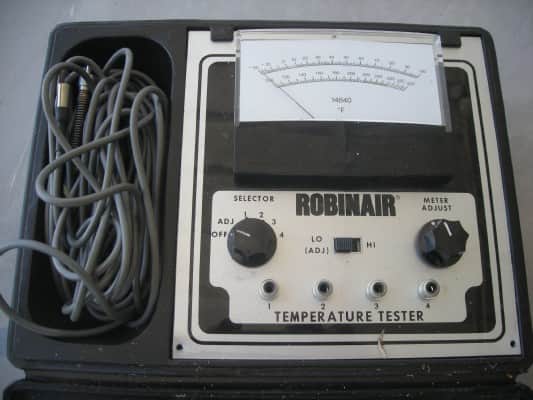 14640
°F
SELECTOR
ROBINAIR®
METER
ADJUST
1 2 3 4
ADJ
OFF
LO
(ADJ)
HI
1 2 3 4
TEMPERATURE TESTER